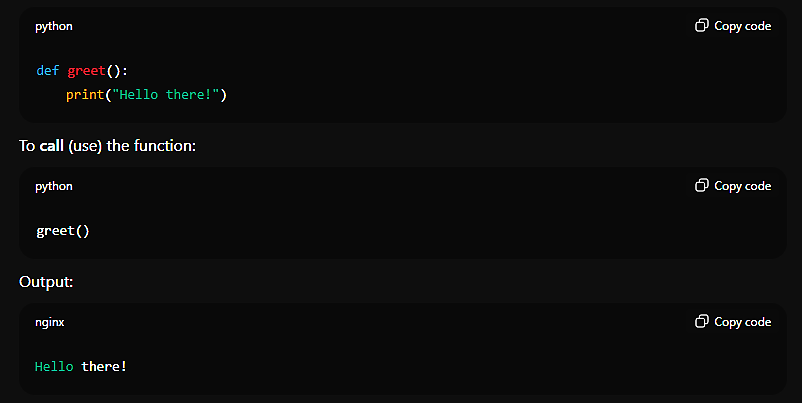 python
Copy code
def greet():
    print("Hello there!")
To call (use) the function:
python
Copy code
greet()
Output:
nginx
Copy code
Hello there!